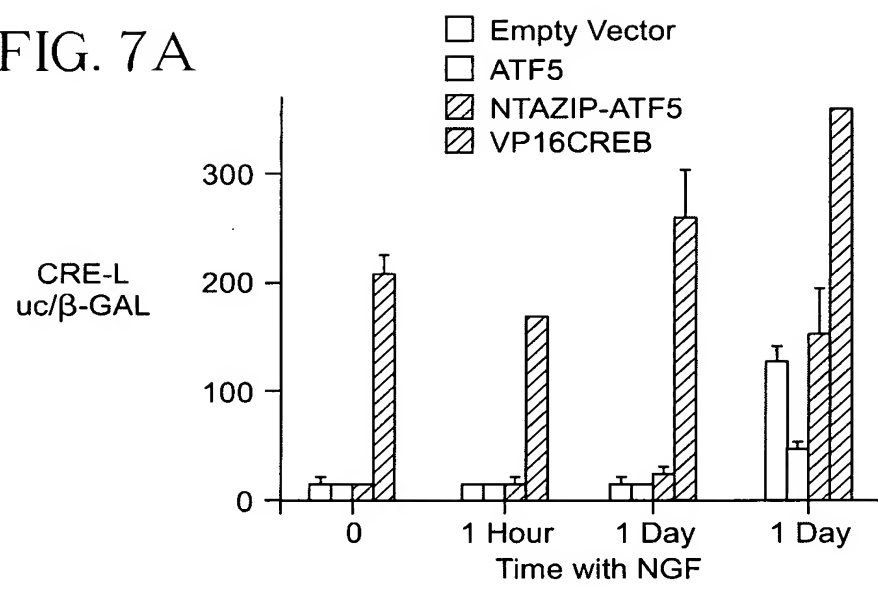 FIG. 7A
Empty Vector
ATF5
NTAZIP-ATF5
VP16CREB
300
200
100
0
CRE-L
uc/β-GAL
0
1 Hour
1 Day
1 Day
Time with NGF